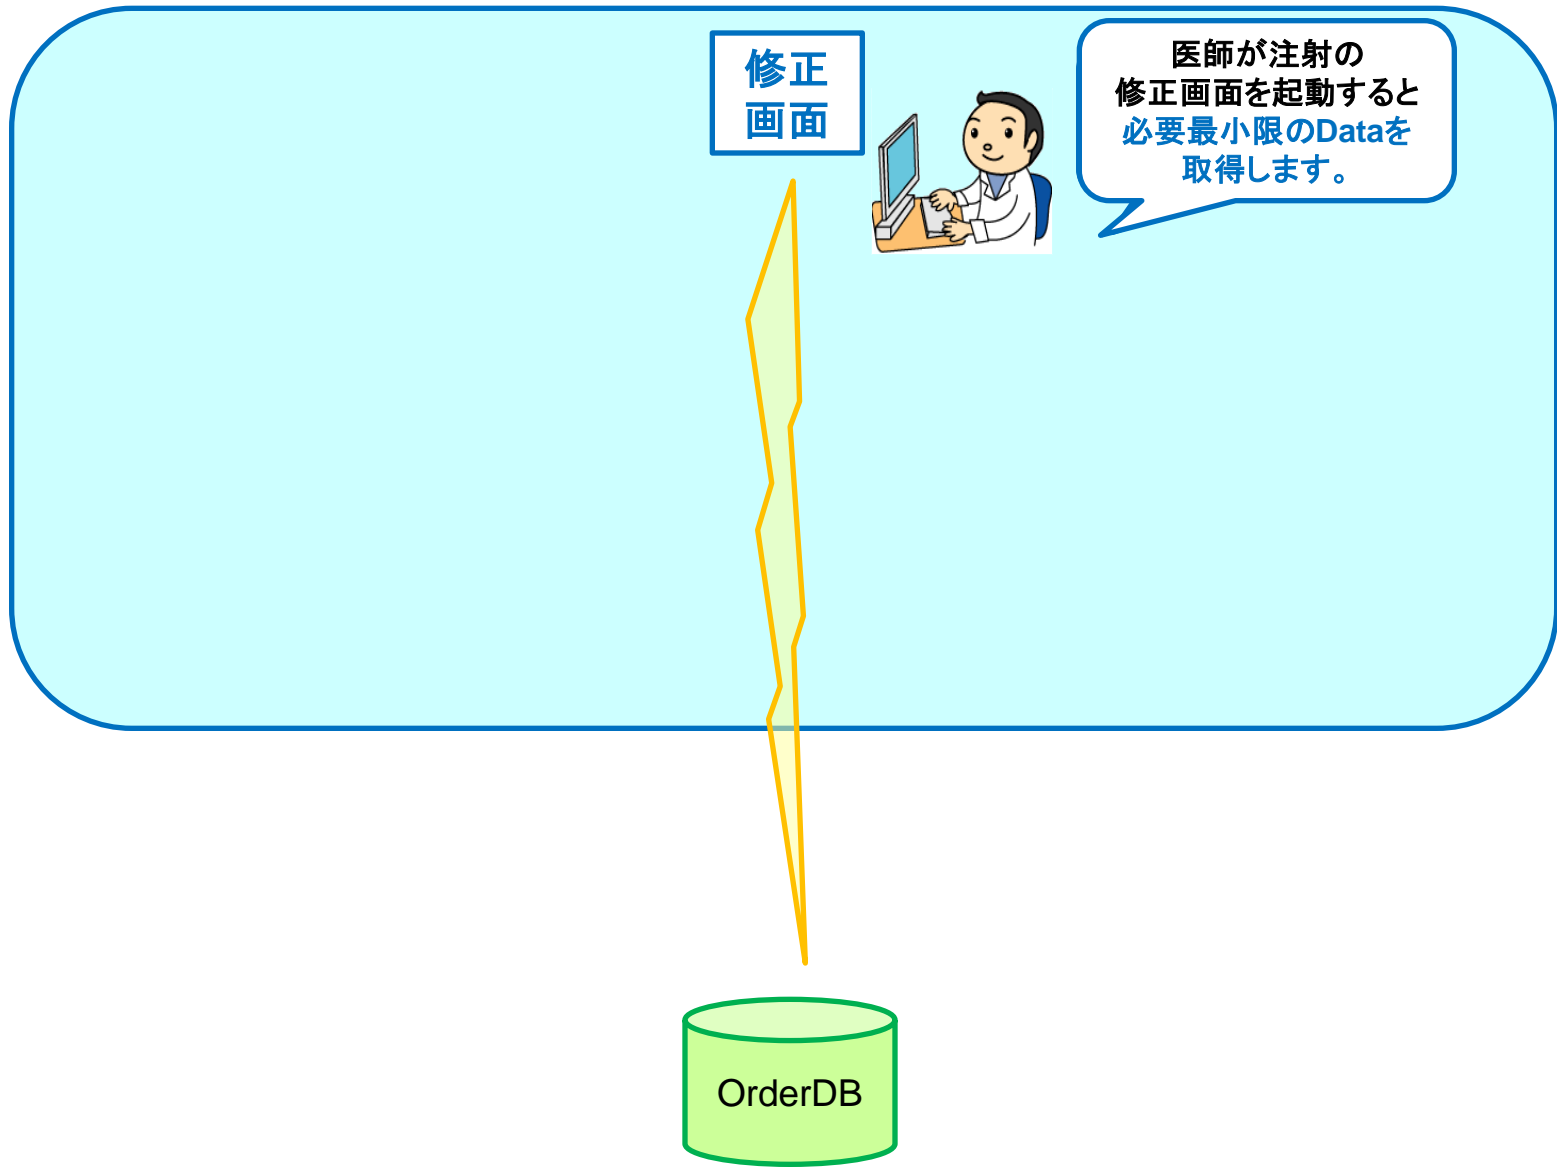 修正
画面
医師が注射の
修正画面を起動すると
必要最小限のDataを
取得します。
OrderDB